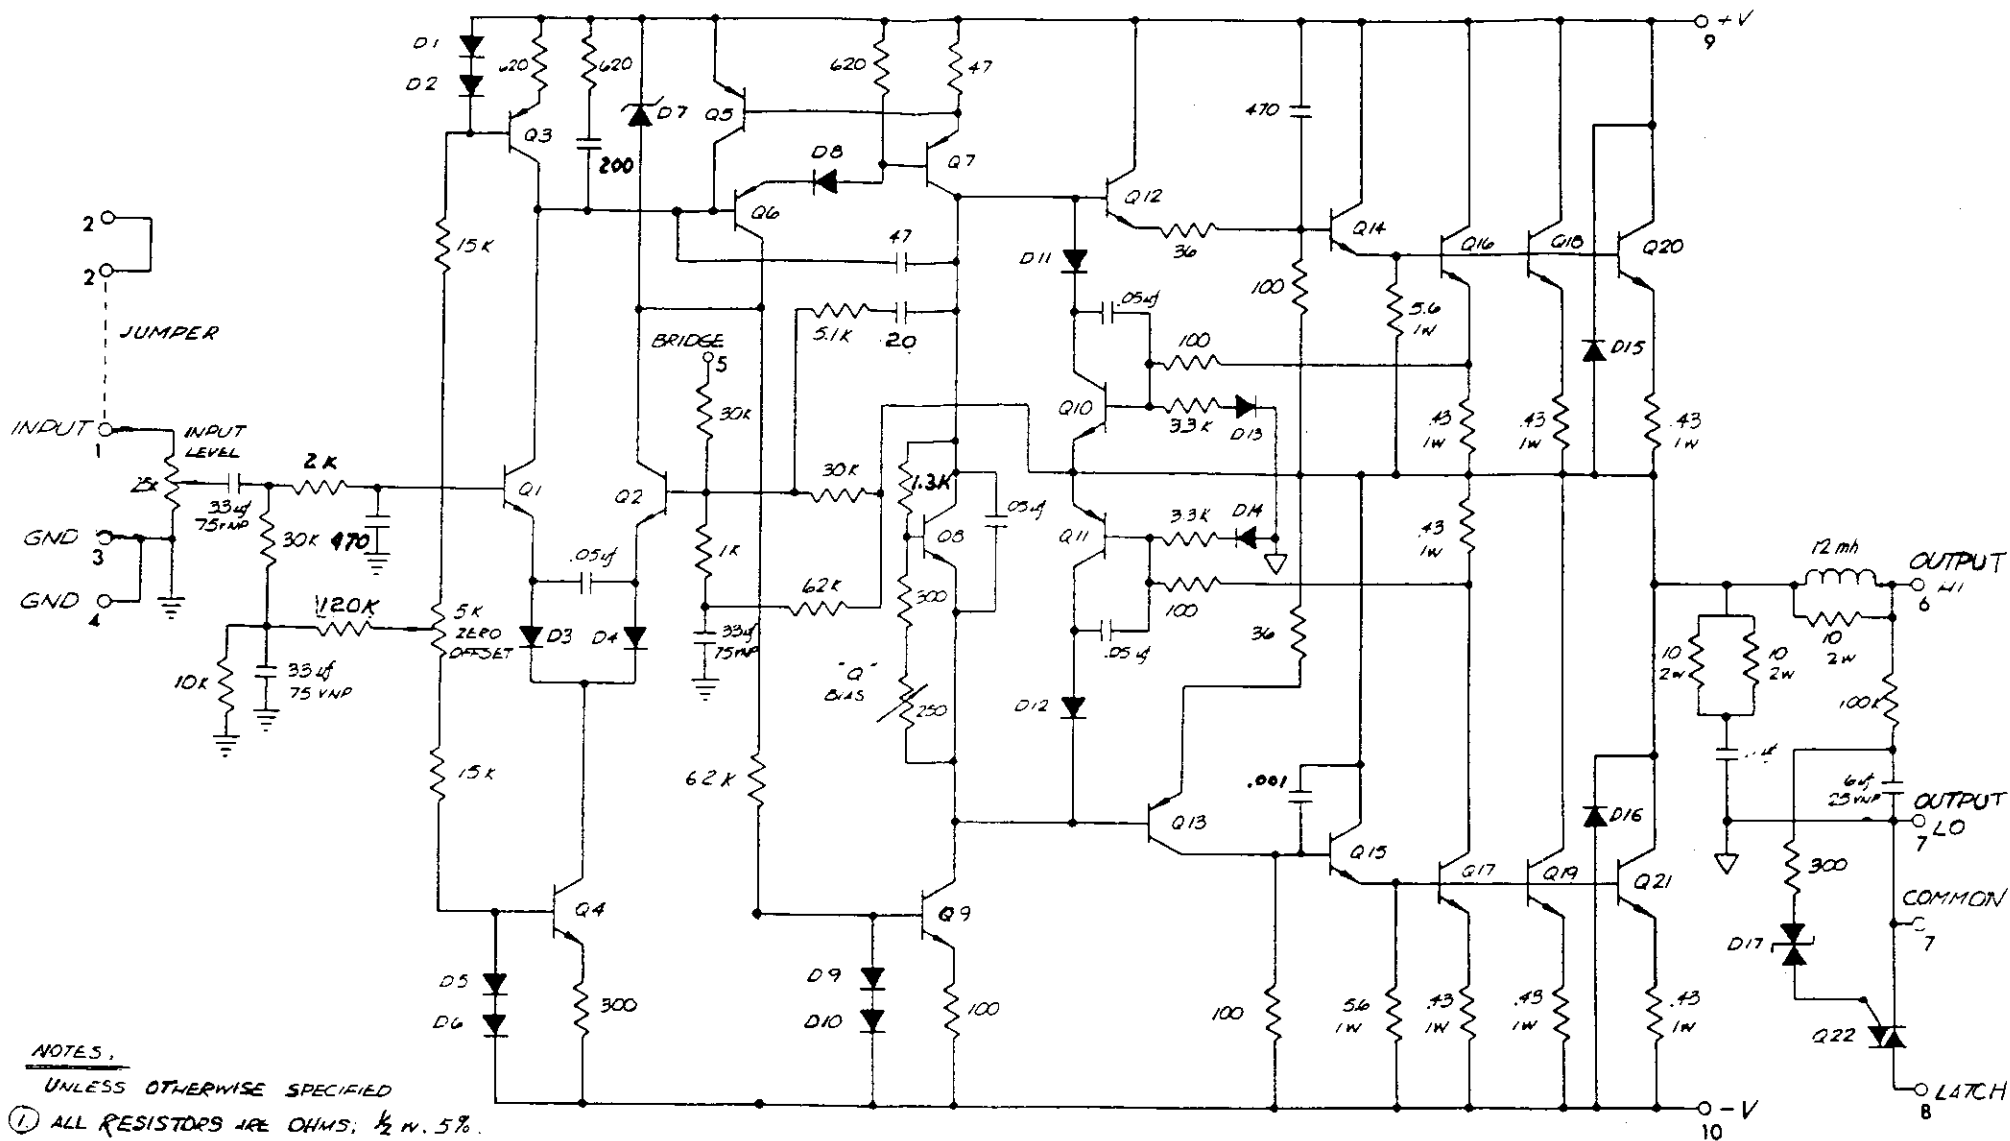 +V
9
D1
D2
620
620
620
47
Q3
D7
Q5
200
D8
Q7
470
Q6
Q12
Q14
Q16
Q18
Q20
36
2
2
15K
47
D11
100
.05uf
5.6
1W
5.1K
20
100
D15
JUMPER
BRIDGE
5
30K
Q10
3.3K
D13
.43
1W
.43
1W
.43
1W
INPUT
1
INPUT
LEVEL
25K
2K
33uf
75VNP
Q1
Q2
30K
1.3K
Q8
.05uf
Q11
3.3K
D14
.43
1W
GND
3
30K
470
.05uf
1K
100
12mh
OUTPUT
HI
6
GND
4
120K
5K
ZERO
OFFSET
D3
D4
62K
300
.05uf
36
10
2W
10
2W
10
2W
10K
33uf
75VNP
33uf
75VNP
"Q"
BIAS
250
D12
100K
15K
6.2K
.001
.1uf
6uf
25VNP
OUTPUT
LO
7
Q13
Q15
D16
Q17
Q19
Q21
300
COMMON
7
Q4
Q9
D17
D5
D6
300
D9
D10
100
100
5.6
1W
.43
1W
.43
1W
.43
1W
Q22
LATCH
8
-V
10
NOTES.
UNLESS OTHERWISE SPECIFIED
1. ALL RESISTORS ARE OHMS, ½ W. 5%.